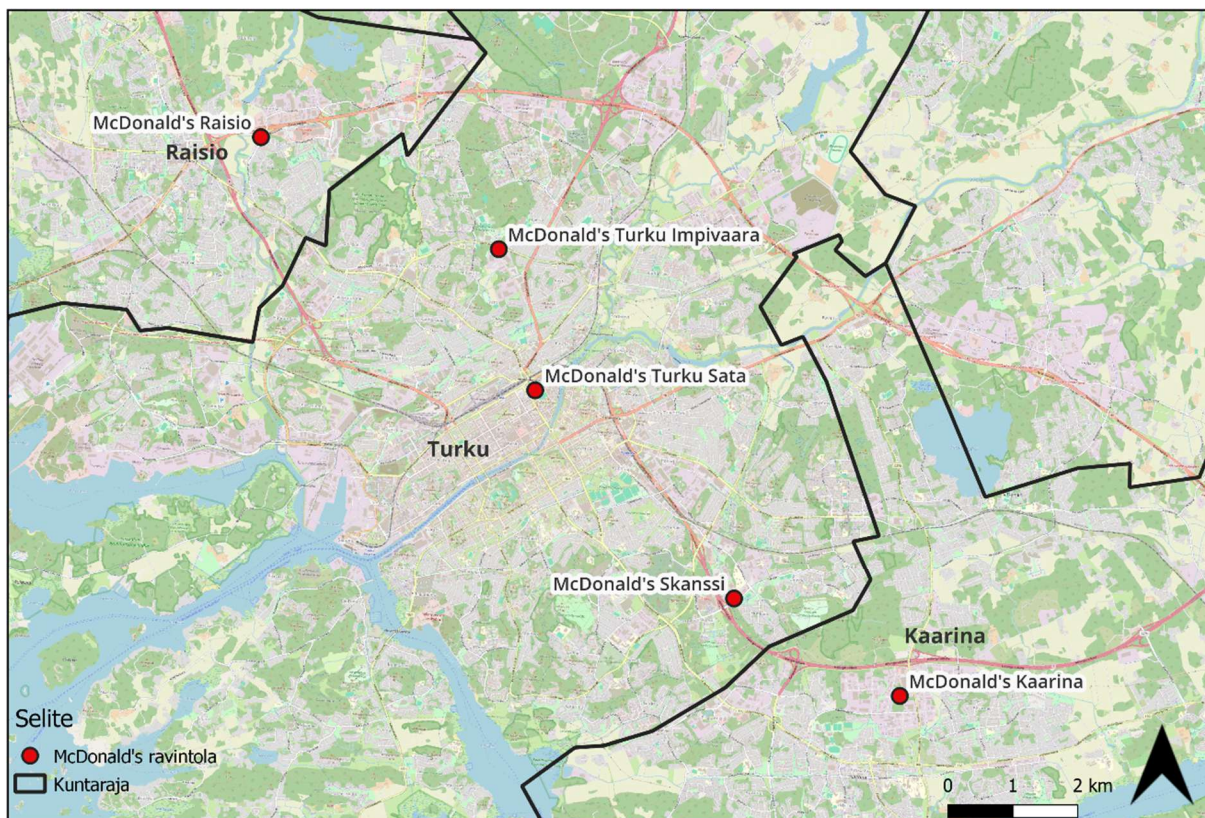 McDonald's Raisio
Raisio
McDonald's Turku Impivaara
McDonald's Turku Sata
Turku
McDonald's Skanssi
Kaarina
McDonald's Kaarina
Selite
McDonald's ravintola
Kuntaraja
0 1 2 km